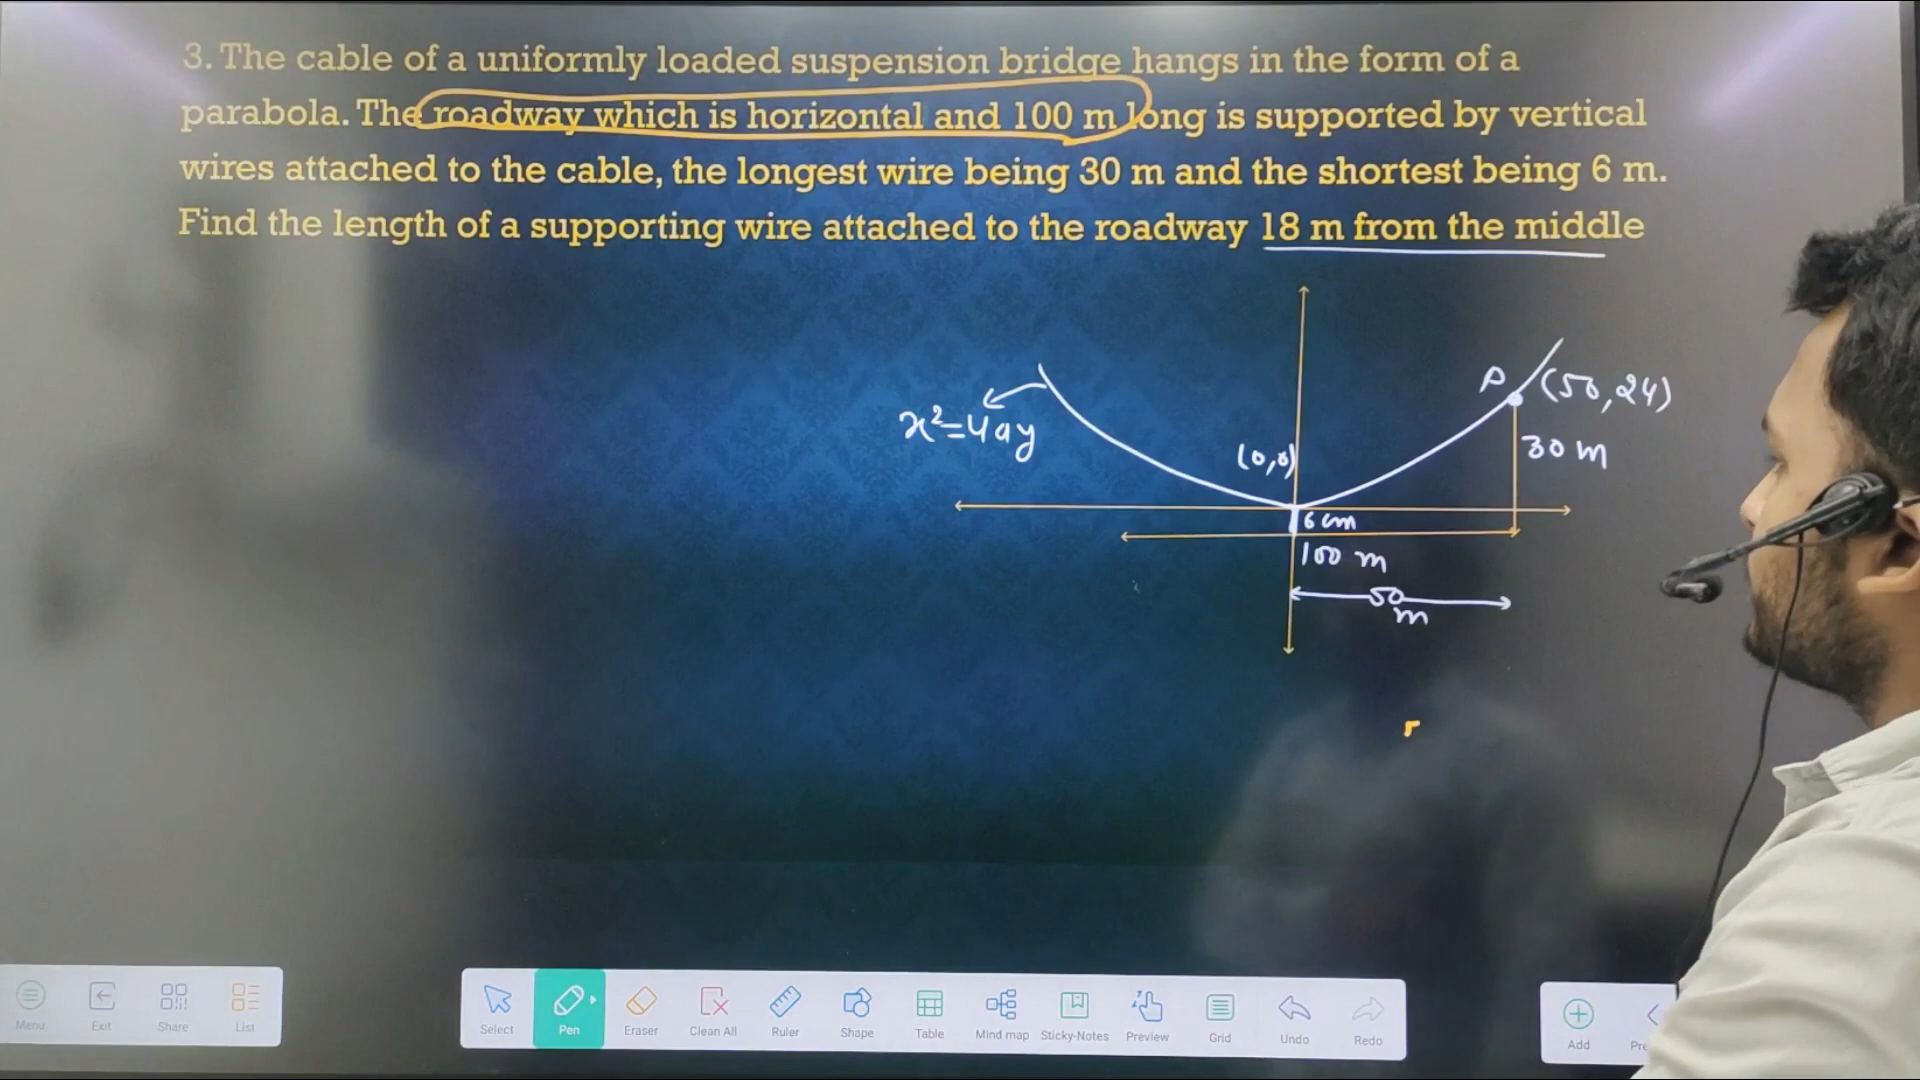 3. The cable of a uniformly loaded suspension bridge hangs in the form of a
parabola. The roadway which is horizontal and 100 m long is supported by vertical
wires attached to the cable, the longest wire being 30 m and the shortest being 6 m.
Find the length of a supporting wire attached to the roadway 18 m from the middle
P (50,24)
x²=4ay
(0,0)
30 m
6 cm
100 m
50
m
Menu Exit Share List
Select Pen Eraser Clean All Ruler Shape Table Mind map Sticky-Notes Preview Grid Undo Redo
Add Pre